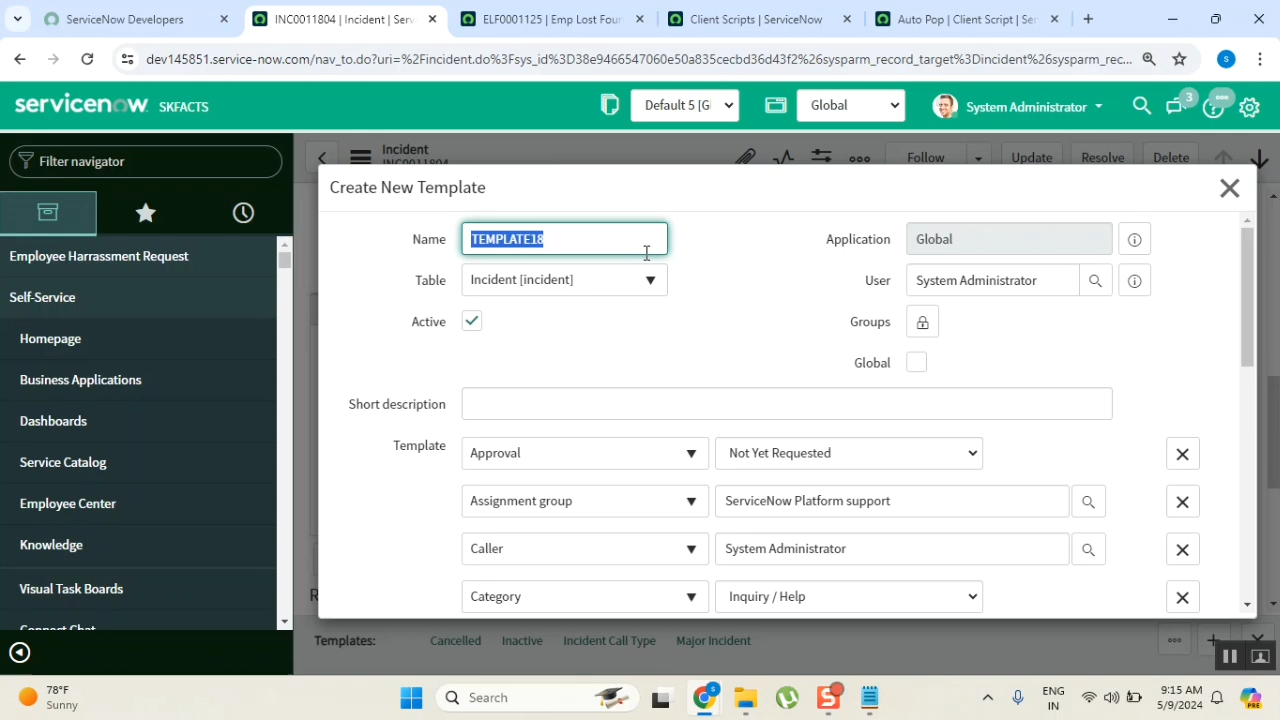 ServiceNow Developers
INC0011804 | Incident | Serv
ELF0001125 | Emp Lost Foun
Client Scripts | ServiceNow
Auto Pop | Client Script | Ser
dev145851.service-now.com/nav_to.do?uri=%2Fincident.do%3Fsys_id%3D38e9466547060e50a835cecbd36d43f2%26sysparm_record_target%3Dincident%26sysparm_rec...
S
servicenow SKFACTS
Default 5 [G
Global
System Administrator
3
Filter navigator
Employee Harrassment Request
Self-Service
Homepage
Business Applications
Dashboards
Service Catalog
Employee Center
Knowledge
Visual Task Boards
Connect Chat
Incident
INC0011804
Follow
Update
Resolve
Delete
Create New Template
Name TEMPLATE18
Application Global
Table Incident [incident]
User System Administrator
Active
Groups
Global
Short description
Template
Approval Not Yet Requested
Assignment group ServiceNow Platform support
Caller System Administrator
Category Inquiry / Help
R
Templates: Cancelled Inactive Incident Call Type Major Incident
78°F
Sunny
Search
S
S
ENG
IN
9:15 AM
5/9/2024
PRE